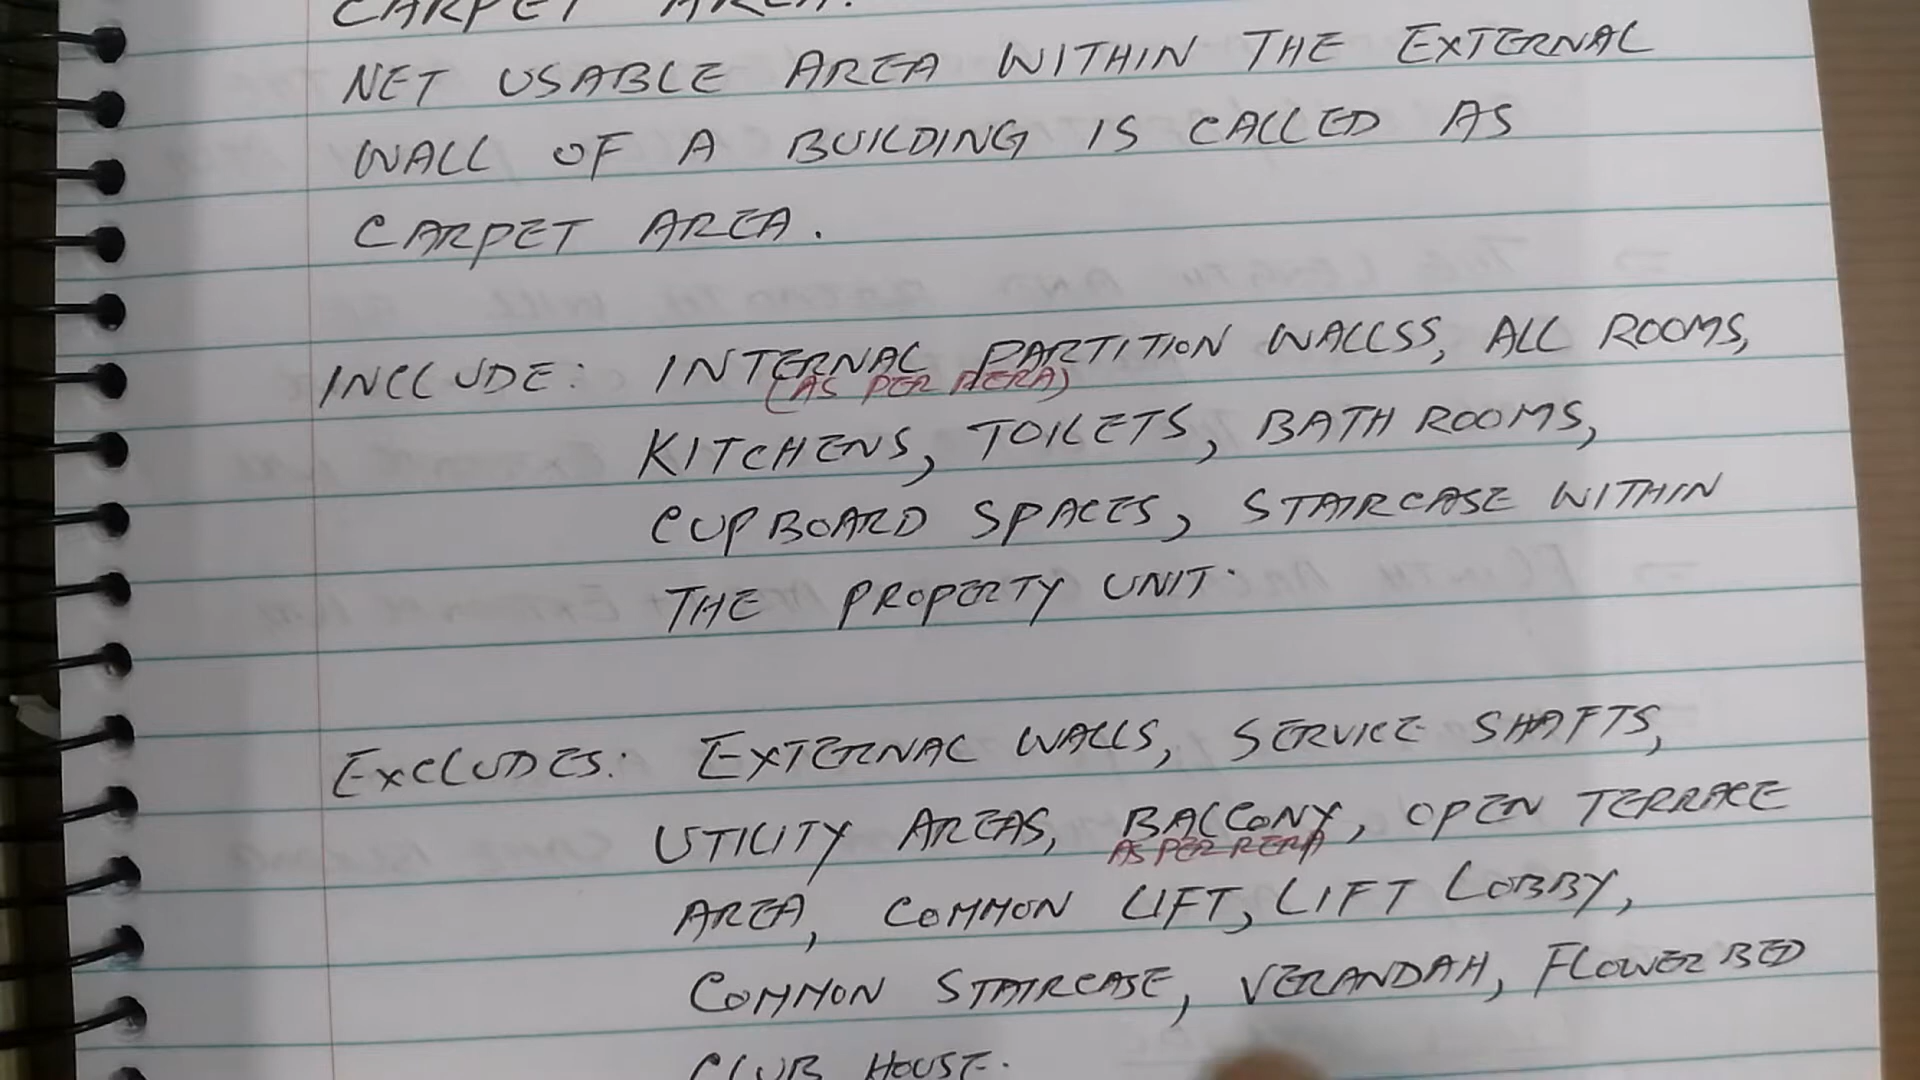 CARPET AREA.
NET USABLE AREA WITHIN THE EXTERNAL
WALL OF A BUILDING IS CALLED AS
CARPET AREA.
INCLUDE: INTERNAL PARTITION WALLSS, ALL ROOMS,
(AS PER RERA)
KITCHENS, TOILETS, BATH ROOMS,
CUPBOARD SPACES, STAIRCASE WITHIN
THE PROPERTY UNIT.
EXCLUDES: EXTERNAL WALLS, SERVICE SHAFTS,
UTILITY AREAS, BALCONY, OPEN TERRACE
AS PER RERA
AREA, COMMON LIFT, LIFT LOBBY,
COMMON STAIRCASE, VERANDAH, FLOWER BED
CLUB HOUSE.